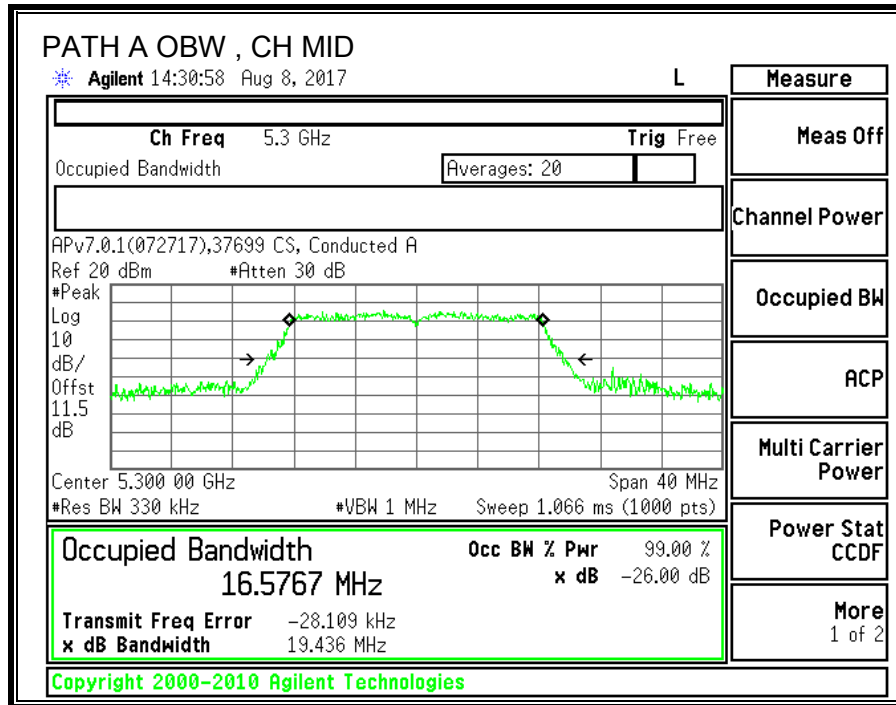 PATH A OBW , CH MID
Agilent 14:30:58 Aug 8, 2017 L
Measure
Ch Freq 5.3 GHz Trig Free
Meas Off
Occupied Bandwidth Averages: 20
Channel Power
APv7.0.1(072717),37699 CS, Conducted A
Ref 20 dBm #Atten 30 dB
#Peak
Log
10
dB/
Offst
11.5
dB
Occupied BW
ACP
Center 5.300 00 GHz Span 40 MHz
#Res BW 330 kHz #VBW 1 MHz Sweep 1.066 ms (1000 pts)
Multi Carrier
Power
Occupied Bandwidth Occ BW % Pwr 99.00 %
16.5767 MHz x dB -26.00 dB
Power Stat
CCDF
Transmit Freq Error -28.109 kHz
x dB Bandwidth 19.436 MHz
More
1 of 2
Copyright 2000-2010 Agilent Technologies